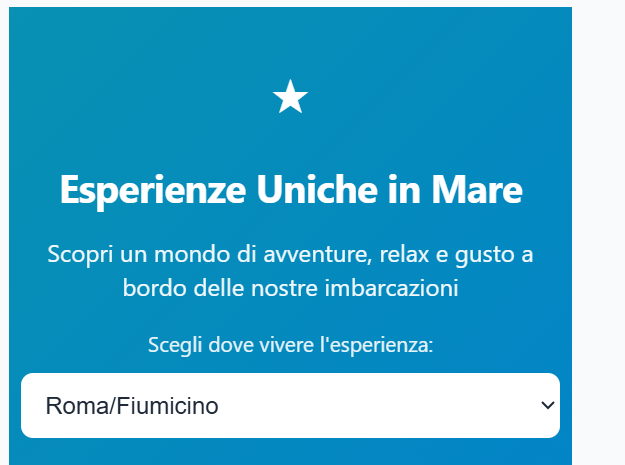 Esperienze Uniche in Mare
Scopri un mondo di avventure, relax e gusto a
bordo delle nostre imbarcazioni
Scegli dove vivere l'esperienza:
Roma/Fiumicino